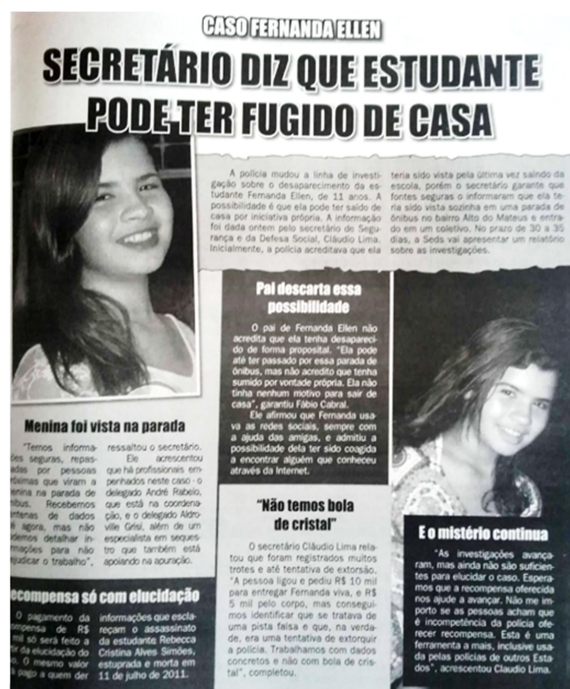 CASO FERNANDA ELLEN
SECRETÁRIO DIZ QUE ESTUDANTE
PODE TER FUGIDO DE CASA
A polícia mudou a linha de investi-
gação sobre o desaparecimento da es-
tudante Fernanda Ellen, de 11 anos. A
possibilidade é que ela pode ter saído de
casa por iniciativa própria. A informação
foi dada ontem pelo secretário de Segu-
rança e da Defesa Social, Cláudio Lima.
Inicialmente, a polícia acreditava que ela
teria sido vista pela última vez saindo da
escola, porém o secretário garante que
fontes seguras o informaram que ela te-
ria sido vista sozinha em uma parada de
ônibus no bairro Alto do Mateus e entra-
do em um coletivo. No prazo de 30 a 35
dias, a Seds vai apresentar um relatório
sobre as investigações.
Menina foi vista na parada
"Temos informa-
des seguras, repas-
das por pessoas
óximas que viram a
enina na parada de
ibus. Recebemos
ntenas de dados
é agora, mas não
demos detalhar in-
mações para não
judicar o trabalho",
ressaltou o secretário.
Ele acrescentou
que há profissionais em-
penhados neste caso - o
delegado André Rabelo,
que está na coordena-
ção, e o delegado Aldro-
ville Grisi, além de um
especialista em seques-
tro que também está
apoiando na apuração.
ecompensa só com elucidação
O pagamento da
mpensa de R$
mil só será feito a
tir da elucidação do
o. O mesmo valor
pago a quem der
informações que escla-
reçam o assassinato
da estudante Rebecca
Cristina Alves Simões,
estuprada e morta em
11 de julho de 2011.
Pai descarta essa
possibilidade
O pai de Fernanda Ellen não
acredita que ela tenha desapareci-
do de forma proposital. "Ela pode
até ter passado por essa parada de
ônibus, mas não acredito que tenha
sumido por vontade própria. Ela não
tinha nenhum motivo para sair de
casa", garantiu Fábio Cabral.
Ele afirmou que Fernanda usa-
va as redes sociais, sempre com
a ajuda das amigas, e admitiu a
possibilidade dela ter sido coagida
a encontrar alguém que conheceu
através da Internet.
"Não temos bola
de cristal"
O secretário Cláudio Lima rela-
tou que foram registrados muitos
trotes e até tentativa de extorsão.
"A pessoa ligou e pediu R$ 10 mil
para entregar Fernanda viva, e R$
5 mil pelo corpo, mas consegui-
mos identificar que se tratava de
uma pista falsa e que, na verda-
de, era uma tentativa de extorquir
a polícia. Trabalhamos com dados
concretos e não com bola de cris-
tal", completou.
E o mistério continua
"As investigações avança-
ram, mas ainda não são suficien-
tes para elucidar o caso. Espera-
mos que a recompensa oferecida
nos ajude a avançar. Não me im-
porto se as pessoas acham que
é incompetência da polícia ofe-
recer recompensa. Esta é uma
ferramenta a mais, inclusive usa-
da pelas polícias de outros Esta-
dos", acrescentou Claudio Lima.